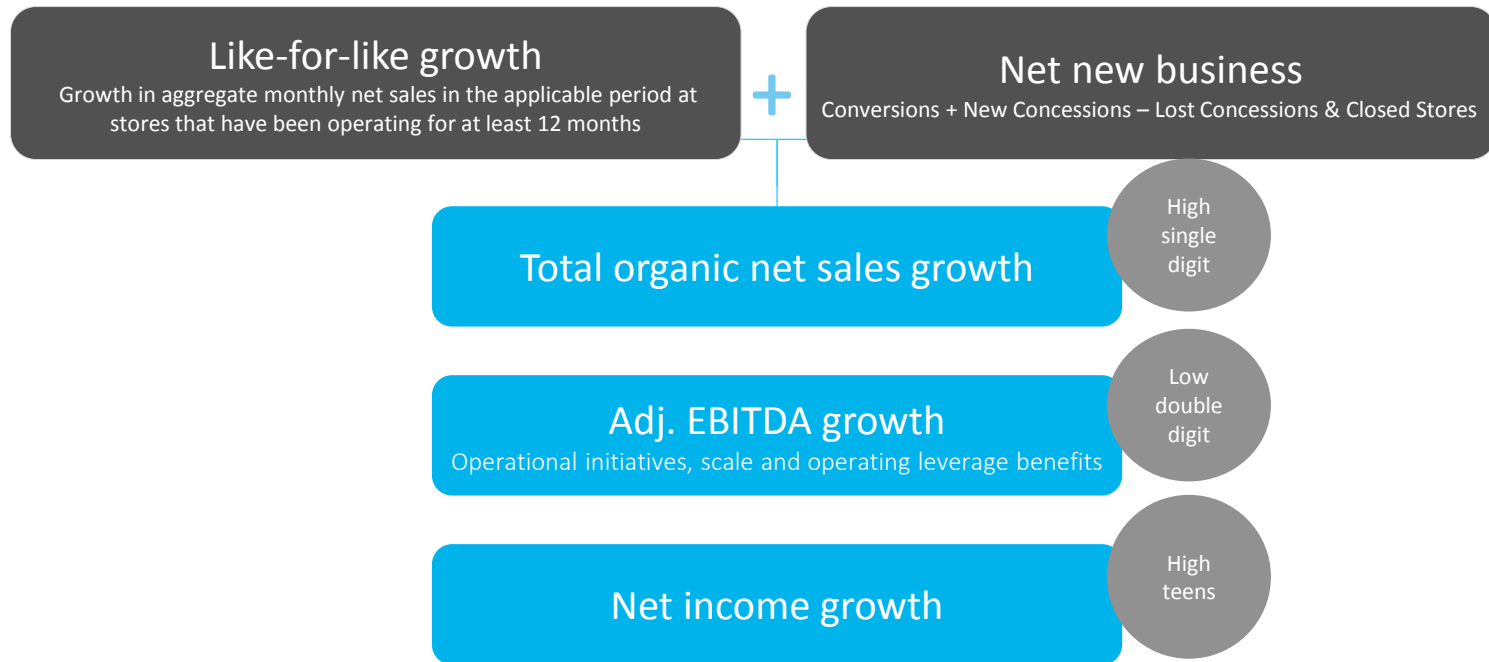 Like-for-like growth
Growth in aggregate monthly net sales in the applicable period at
stores that have been operating for at least 12 months
+
Net new business
Conversions + New Concessions – Lost Concessions & Closed Stores
Total organic net sales growth
High
single
digit
Adj. EBITDA growth
Operational initiatives, scale and operating leverage benefits
Low
double
digit
Net income growth
High
teens